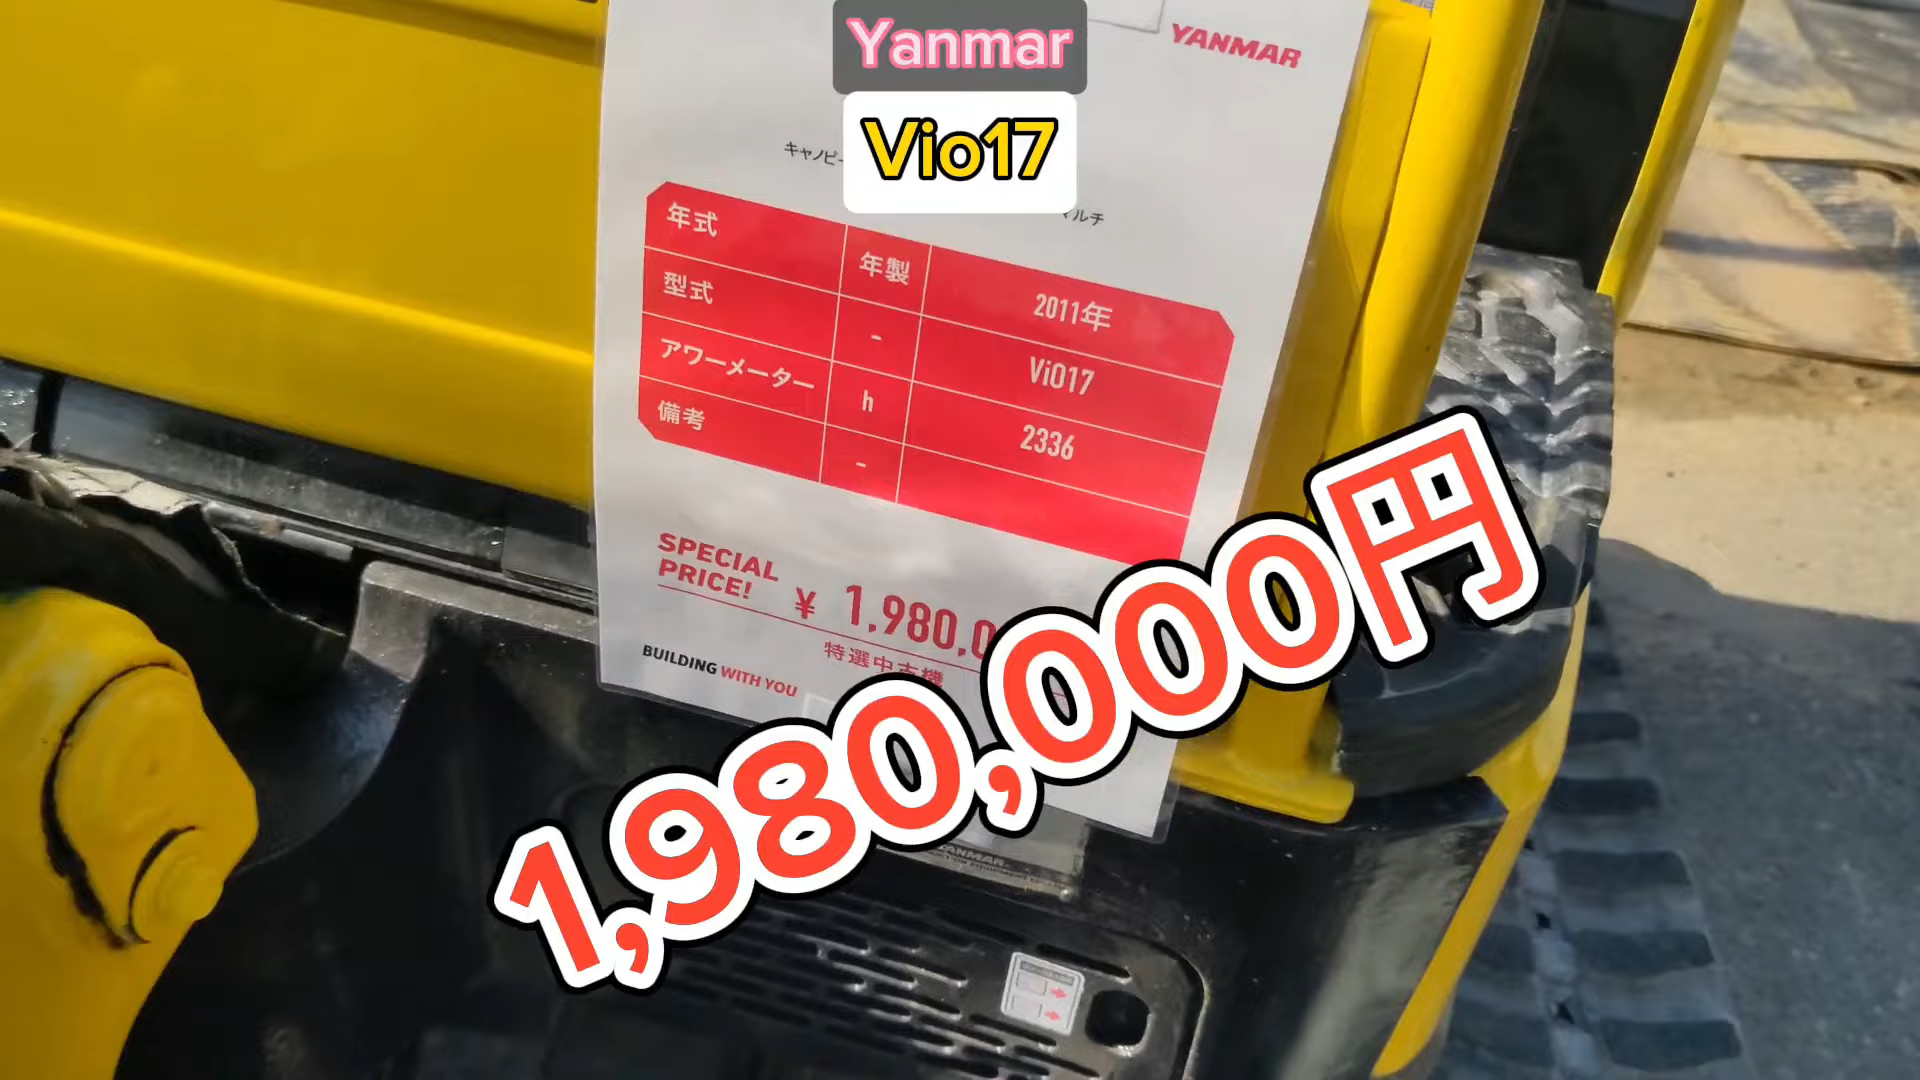 Yanmar
YANMAR
Vio17
キャノピー
マルチ
年式 年製 2011年
型式 - ViO17
アワーメーター h 2336
備考 -
SPECIAL
PRICE! ¥ 1,980,0
特選中古機
BUILDING WITH YOU
1,980,000円
YANMAR